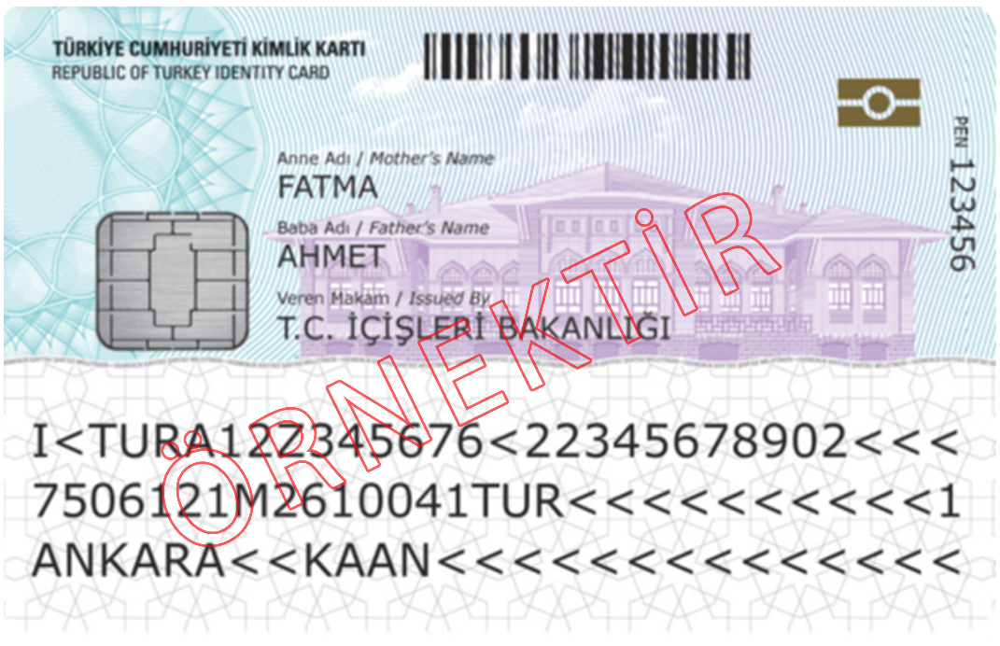 TÜRKİYE CUMHURİYETİ KİMLİK KARTI
REPUBLIC OF TURKEY IDENTITY CARD
PEN 123456
Anne Adı / Mother's Name
FATMA
Baba Adı / Father's Name
AHMET
Veren Makam / Issued By
T.C. İÇİŞLERİ BAKANLIĞI
ÖRNEKTİR
I<TURA12Z345676<22345678902<<<
7506121M2610041TUR<<<<<<<<<<<1
ANKARA<<KAAN<<<<<<<<<<<<<<<<<<